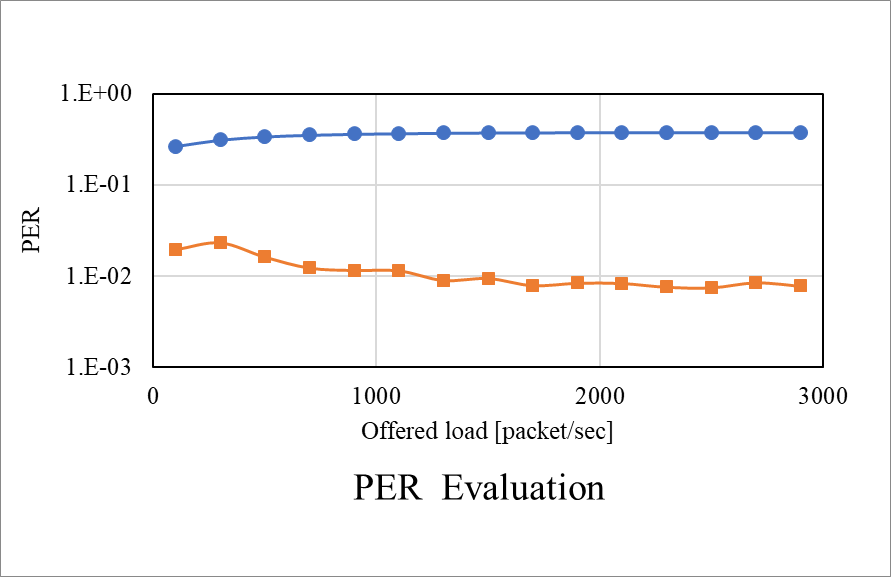 1.E+00
1.E-01
1.E-02
1.E-03
PER
0 1000 2000 3000
Offered load [packet/sec]
PER Evaluation